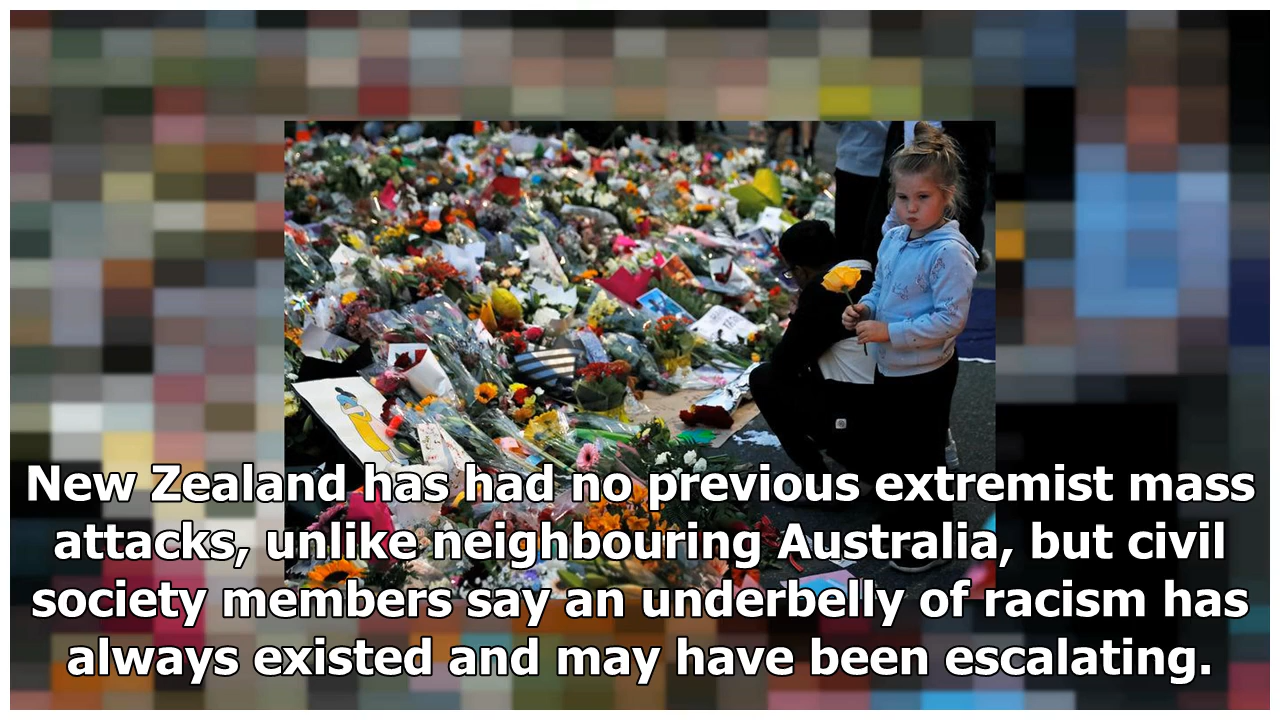 New Zealand has had no previous extremist mass
attacks, unlike neighbouring Australia, but civil
society members say an underbelly of racism has
always existed and may have been escalating.